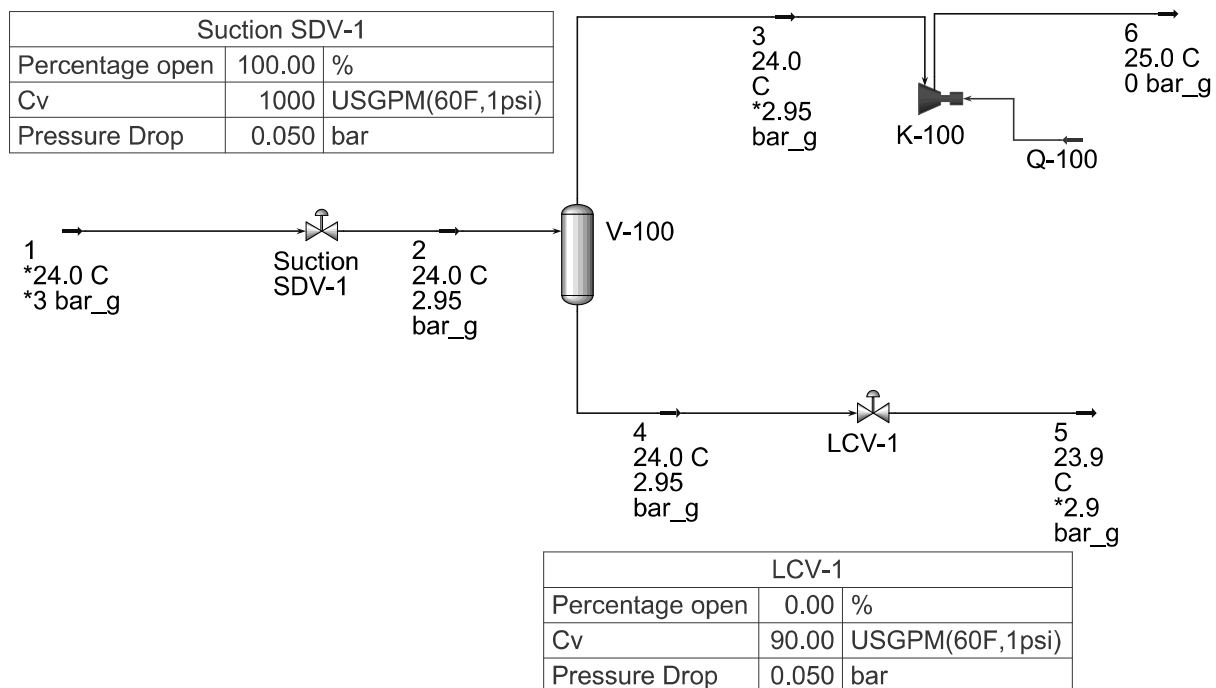 Suction SDV-1
Percentage open 100.00 %
Cv 1000 USGPM(60F,1psi)
Pressure Drop 0.050 bar
3
24.0
C
*2.95
bar_g
K-100
Q-100
6
25.0 C
0 bar_g
1
*24.0 C
*3 bar_g
Suction
SDV-1
2
24.0 C
2.95
bar_g
V-100
4
24.0 C
2.95
bar_g
LCV-1
5
23.9
C
*2.9
bar_g
LCV-1
Percentage open 0.00 %
Cv 90.00 USGPM(60F,1psi)
Pressure Drop 0.050 bar